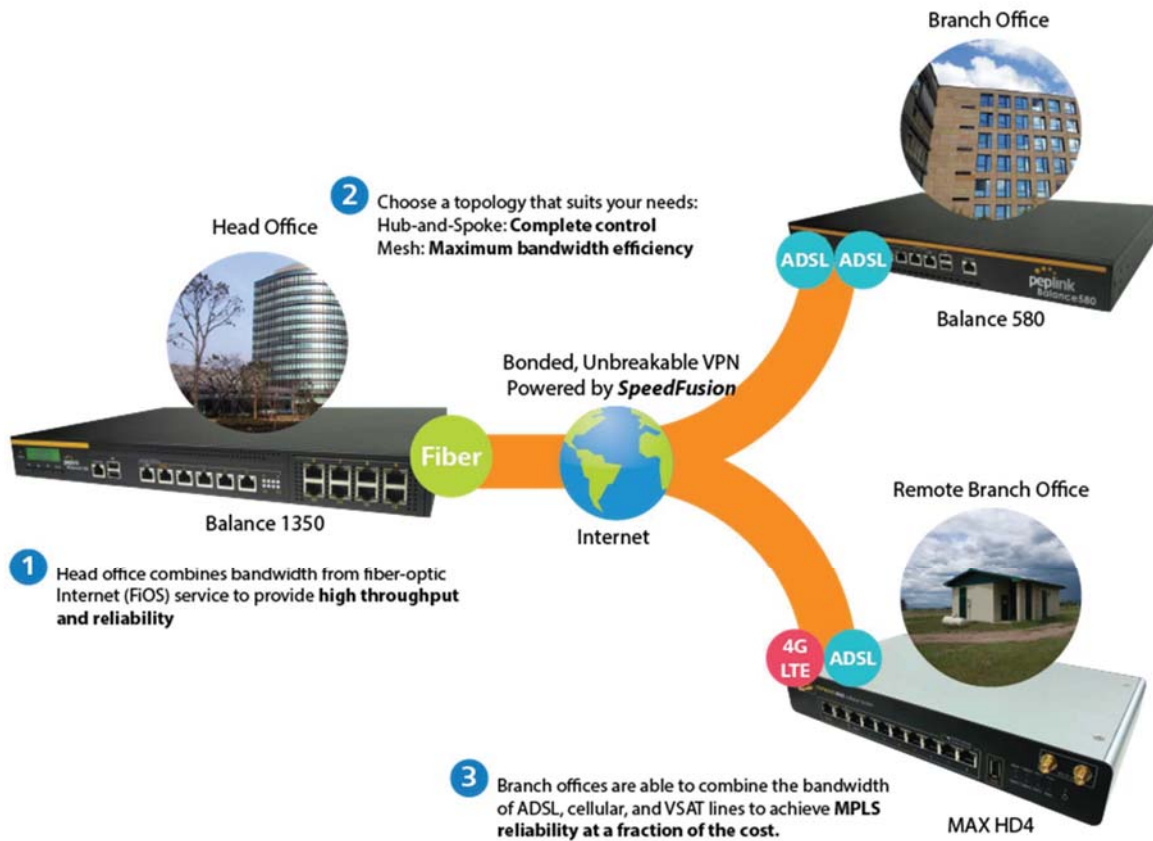 Branch Office
2
Choose a topology that suits your needs:
Hub-and-Spoke: Complete control
Mesh: Maximum bandwidth efficiency
Head Office
ADSL
ADSL
peplink
Balance580
Balance 580
Bonded, Unbreakable VPN
Powered by SpeedFusion
Fiber
Remote Branch Office
Balance 1350
Internet
1
Head office combines bandwidth from fiber-optic
Internet (FiOS) service to provide high throughput
and reliability
4G
LTE
ADSL
3
Branch offices are able to combine the bandwidth
of ADSL, cellular, and VSAT lines to achieve MPLS
reliability at a fraction of the cost.
MAX HD4